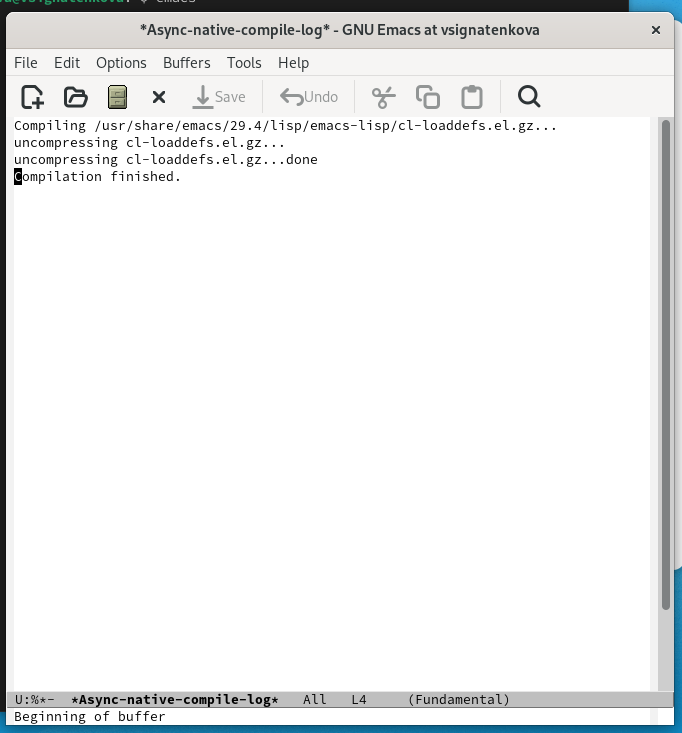 *Async-native-compile-log* - GNU Emacs at vsignatenkova
File Edit Options Buffers Tools Help
Save Undo
Compiling /usr/share/emacs/29.4/lisp/emacs-lisp/cl-loaddefs.el.gz...
uncompressing cl-loaddefs.el.gz...
uncompressing cl-loaddefs.el.gz...done
Compilation finished.
U:%*- *Async-native-compile-log* All L4 (Fundamental)
Beginning of buffer